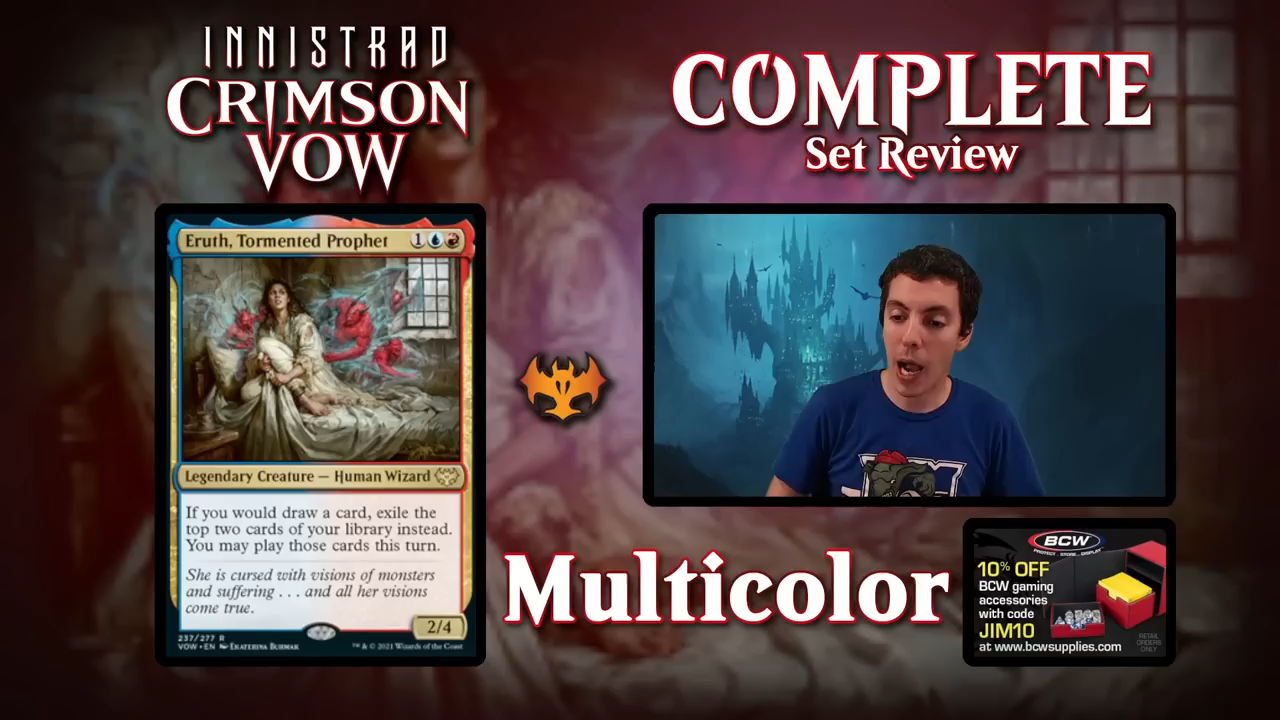 INNISTRAD
CRIMSON
VOW
COMPLETE
Set Review
Eruth, Tormented Prophet 1
Legendary Creature — Human Wizard
If you would draw a card, exile the
top two cards of your library instead.
You may play those cards this turn.
She is cursed with visions of monsters
and suffering . . . and all her visions
come true.
2/4
237/277 R
VOW • EN EKATERINA BURMAK
™ & © 2021 Wizards of the Coast
Multicolor
BCW
PROTECT. STORE. DISPLAY.
10% OFF
BCW gaming
accessories
with code
JIM10
at www.bcwsupplies.com
RETAIL
ORDERS
ONLY